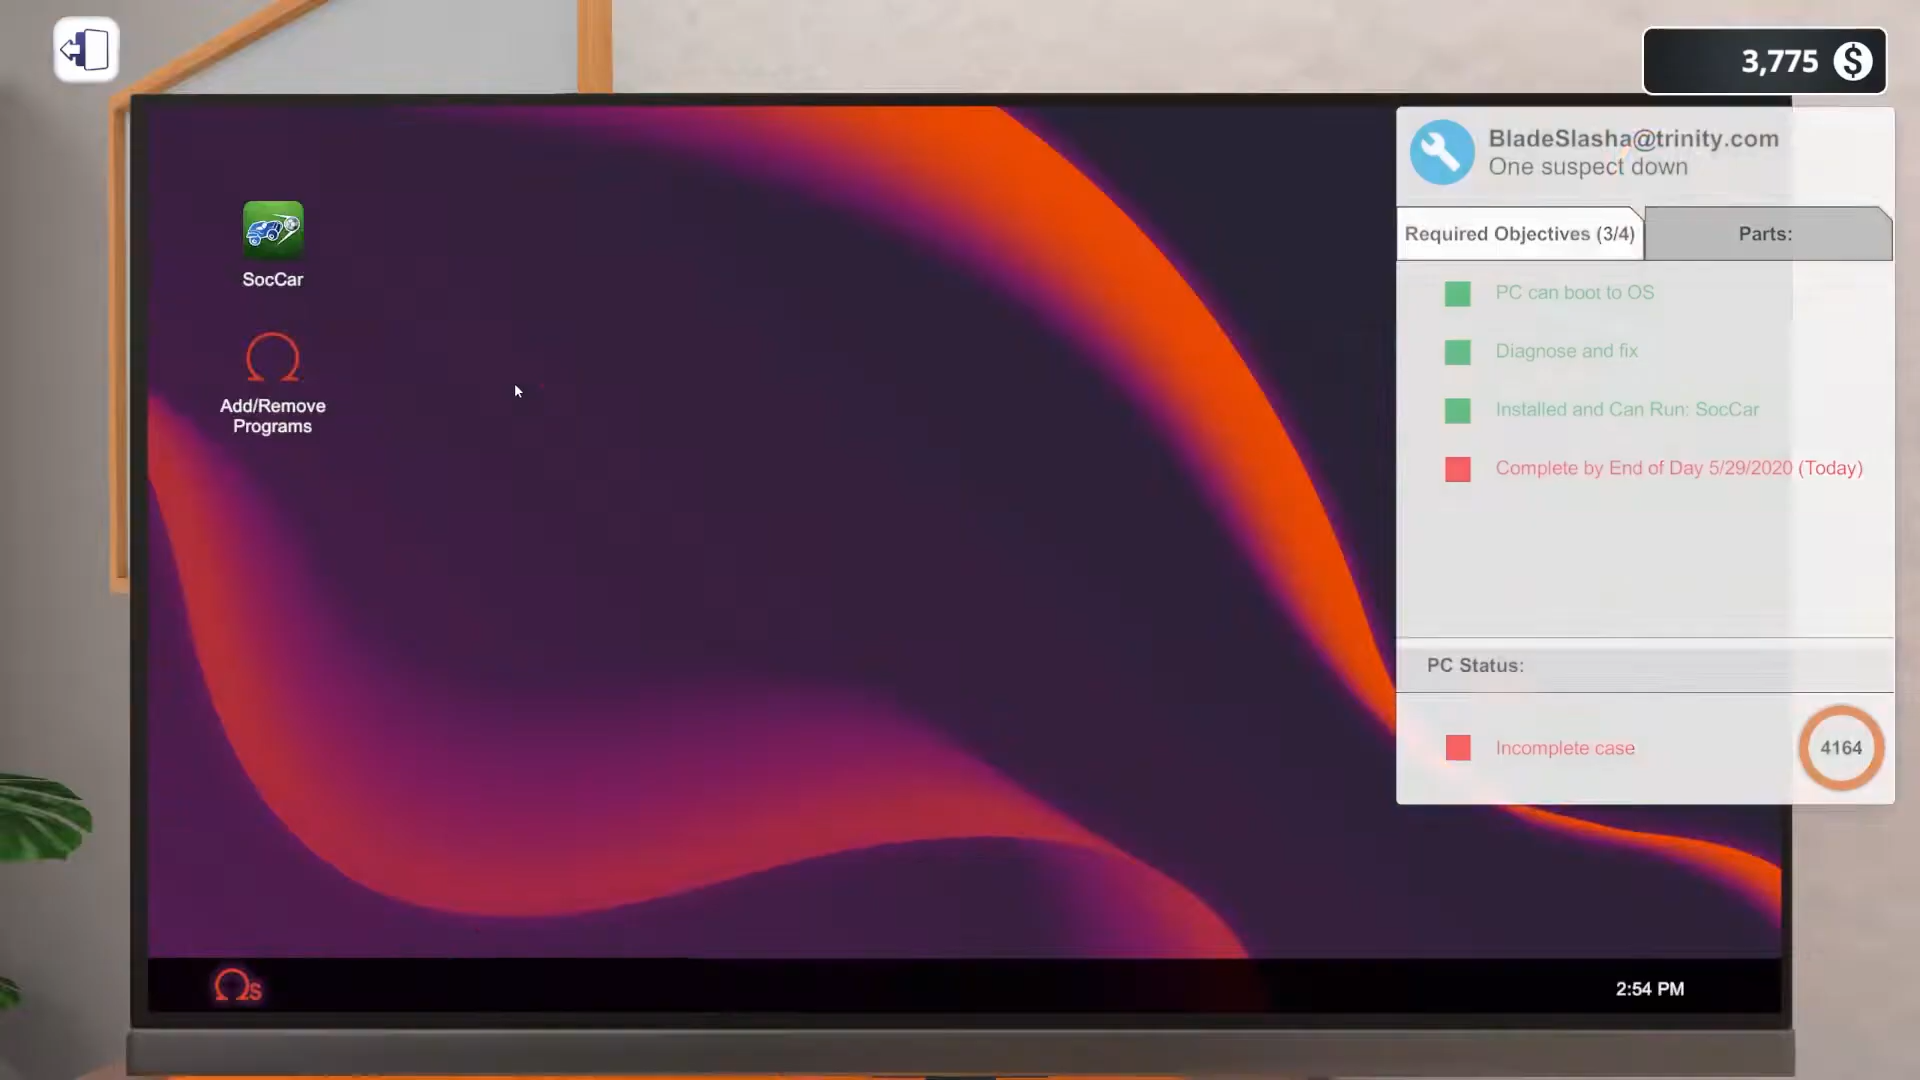 3,775 $
BladeSlasha@trinity.com
One suspect down
Required Objectives (3/4)
Parts:
PC can boot to OS
Diagnose and fix
Installed and Can Run: SocCar
Complete by End of Day 5/29/2020 (Today)
PC Status:
Incomplete case
4164
SocCar
Add/Remove
Programs
Ωs
2:54 PM